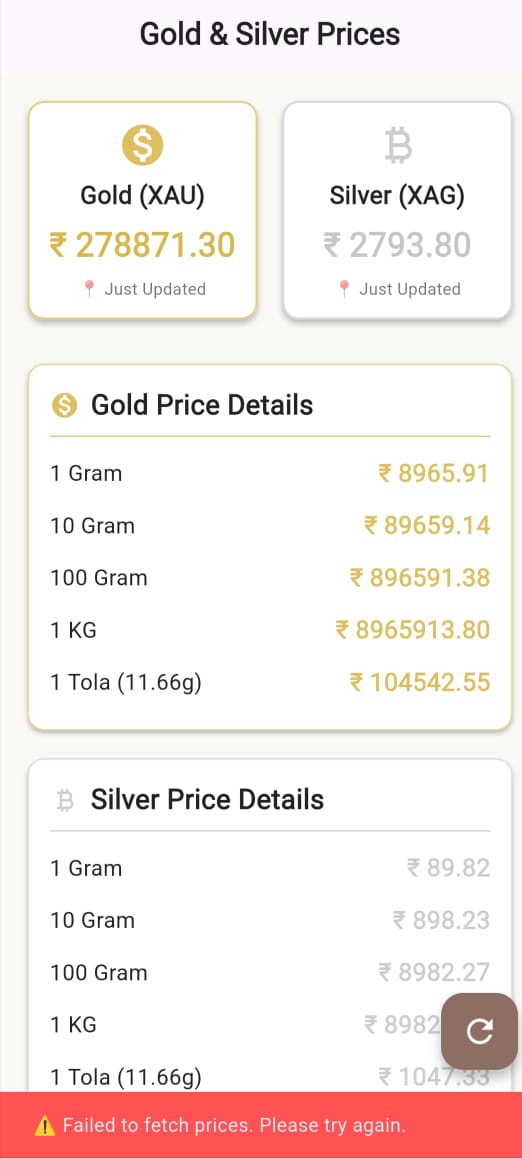 Gold & Silver Prices
Gold (XAU)
₹ 278871.30
📍 Just Updated
Silver (XAG)
₹ 2793.80
📍 Just Updated
Gold Price Details
1 Gram ₹ 8965.91
10 Gram ₹ 89659.14
100 Gram ₹ 896591.38
1 KG ₹ 8965913.80
1 Tola (11.66g) ₹ 104542.55
Silver Price Details
1 Gram ₹ 89.82
10 Gram ₹ 898.23
100 Gram ₹ 8982.27
1 KG ₹ 8982
1 Tola (11.66g) ₹ 1047.33
⚠️ Failed to fetch prices. Please try again.